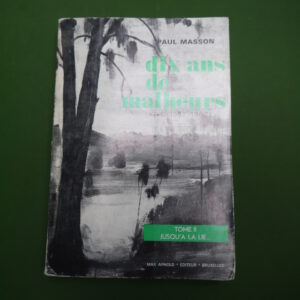 PAUL MASSON
dix ans
de
malheurs
TOME II
JUSQU'A LA LIE...
MAX ARNOLD - EDITEUR - BRUXELLES